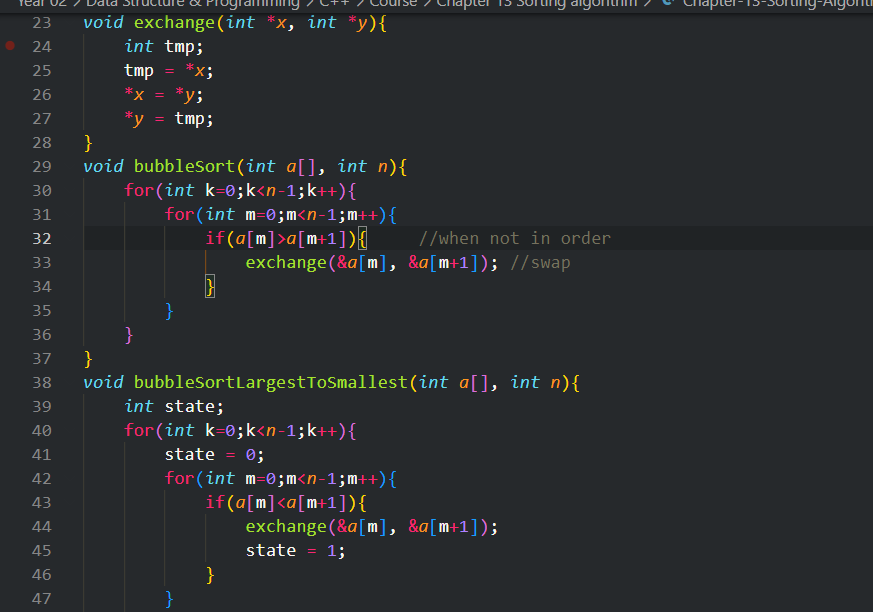 Year 02 > Data Structure & Programming > C++ > Course > Chapter 13 Sorting algorithm > Chapter-13-Sorting-Algorith
23 void exchange(int *x, int *y){
24     int tmp;
25     tmp = *x;
26     *x = *y;
27     *y = tmp;
28 }
29 void bubbleSort(int a[], int n){
30     for(int k=0;k<n-1;k++){
31         for(int m=0;m<n-1;m++){
32             if(a[m]>a[m+1]){     //when not in order
33                 exchange(&a[m], &a[m+1]); //swap
34             }
35         }
36     }
37 }
38 void bubbleSortLargestToSmallest(int a[], int n){
39     int state;
40     for(int k=0;k<n-1;k++){
41         state = 0;
42         for(int m=0;m<n-1;m++){
43             if(a[m]<a[m+1]){
44                 exchange(&a[m], &a[m+1]);
45                 state = 1;
46             }
47         }